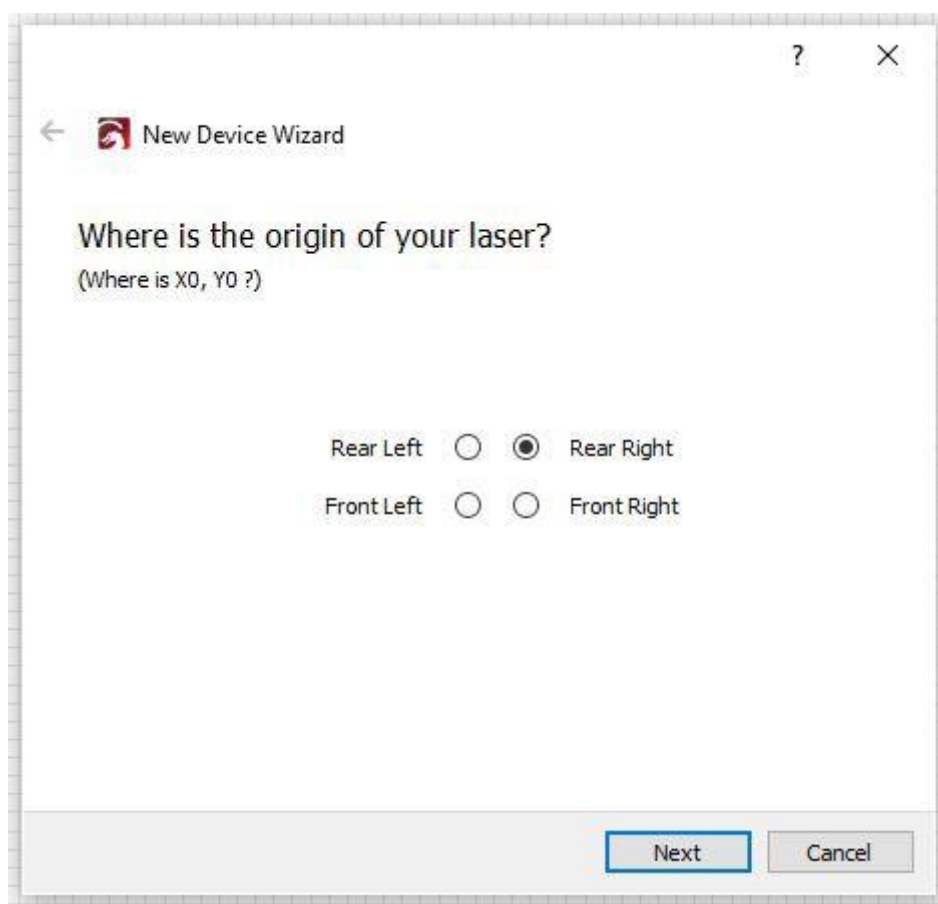 ?
New Device Wizard
Where is the origin of your laser?
(Where is X0, Y0 ?)
Rear Left Rear Right
Front Left Front Right
Next Cancel